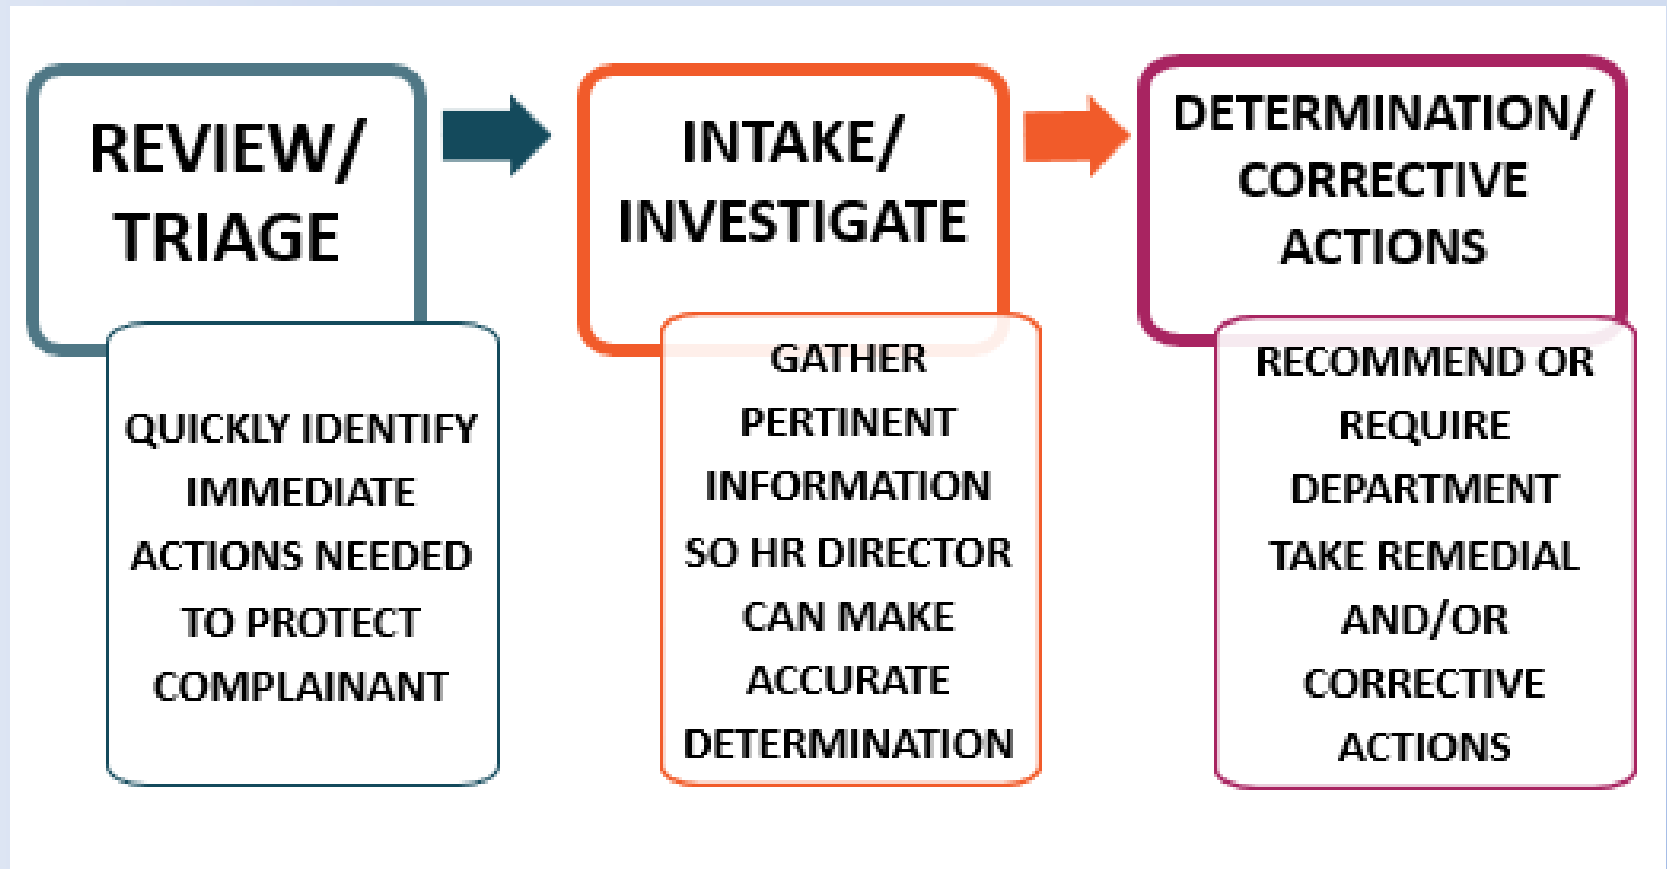 REVIEW/
TRIAGE
QUICKLY IDENTIFY
IMMEDIATE
ACTIONS NEEDED
TO PROTECT
COMPLAINANT
INTAKE/
INVESTIGATE
GATHER
PERTINENT
INFORMATION
SO HR DIRECTOR
CAN MAKE
ACCURATE
DETERMINATION
DETERMINATION/
CORRECTIVE
ACTIONS
RECOMMEND OR
REQUIRE
DEPARTMENT
TAKE REMEDIAL
AND/OR
CORRECTIVE
ACTIONS